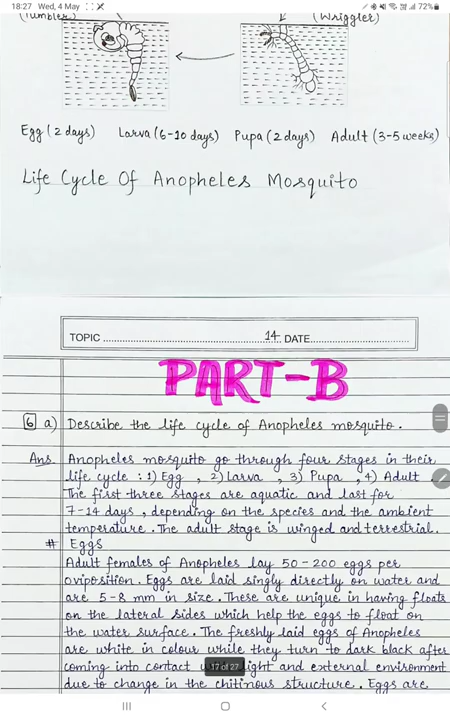 18:27 Wed, 4 May
72%
(Tumbler)
(Wriggler)
Egg (2 days) Larva (6-10 days) Pupa (2 days) Adult (3-5 weeks)
Life Cycle Of Anopheles Mosquito
TOPIC 14 DATE
PART-B
6 a) Describe the life cycle of Anopheles mosquito.
Ans. Anopheles mosquito go through four stages in their
life cycle : 1) Egg , 2) Larva , 3) Pupa , 4) Adult .
The first three stages are aquatic and last for
7-14 days , depending on the species and the ambient
temperature . The adult stage is winged and terrestrial.
# Eggs
Adult females of Anopheles lay 50-200 eggs per
oviposition. Eggs are laid singly directly on water and
are 5-8 mm in size . These are unique in having floats
on the lateral sides which help the eggs to float on
the water surface . The freshly laid eggs of Anopheles
are white in colour while they turn to dark black after
coming into contact light and external environment
17 of 27
due to change in the chitinous structure . Eggs are